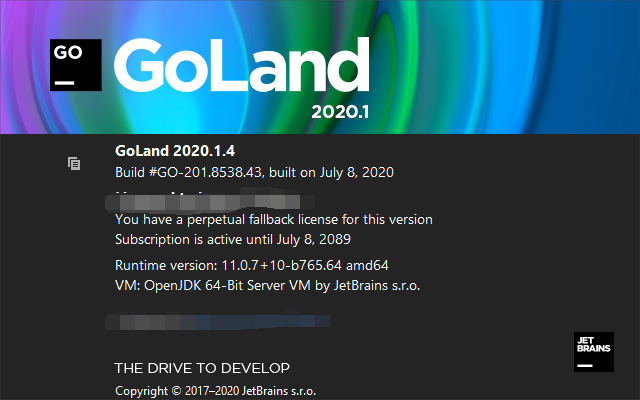 GO
GoLand
2020.1
GoLand 2020.1.4
Build #GO-201.8538.43, built on July 8, 2020
You have a perpetual fallback license for this version
Subscription is active until July 8, 2089
Runtime version: 11.0.7+10-b765.64 amd64
VM: OpenJDK 64-Bit Server VM by JetBrains s.r.o.
JET
BRAINS
THE DRIVE TO DEVELOP
Copyright © 2017–2020 JetBrains s.r.o.